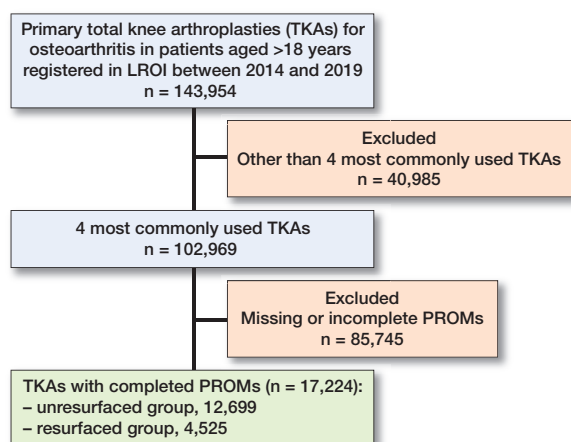 Primary total knee arthroplasties (TKAs) for
osteoarthritis in patients aged >18 years
registered in LROI between 2014 and 2019
n = 143,954
Excluded
Other than 4 most commonly used TKAs
n = 40,985
4 most commonly used TKAs
n = 102,969
Excluded
Missing or incomplete PROMs
n = 85,745
TKAs with completed PROMs (n = 17,224):
– unresurfaced group, 12,699
– resurfaced group, 4,525